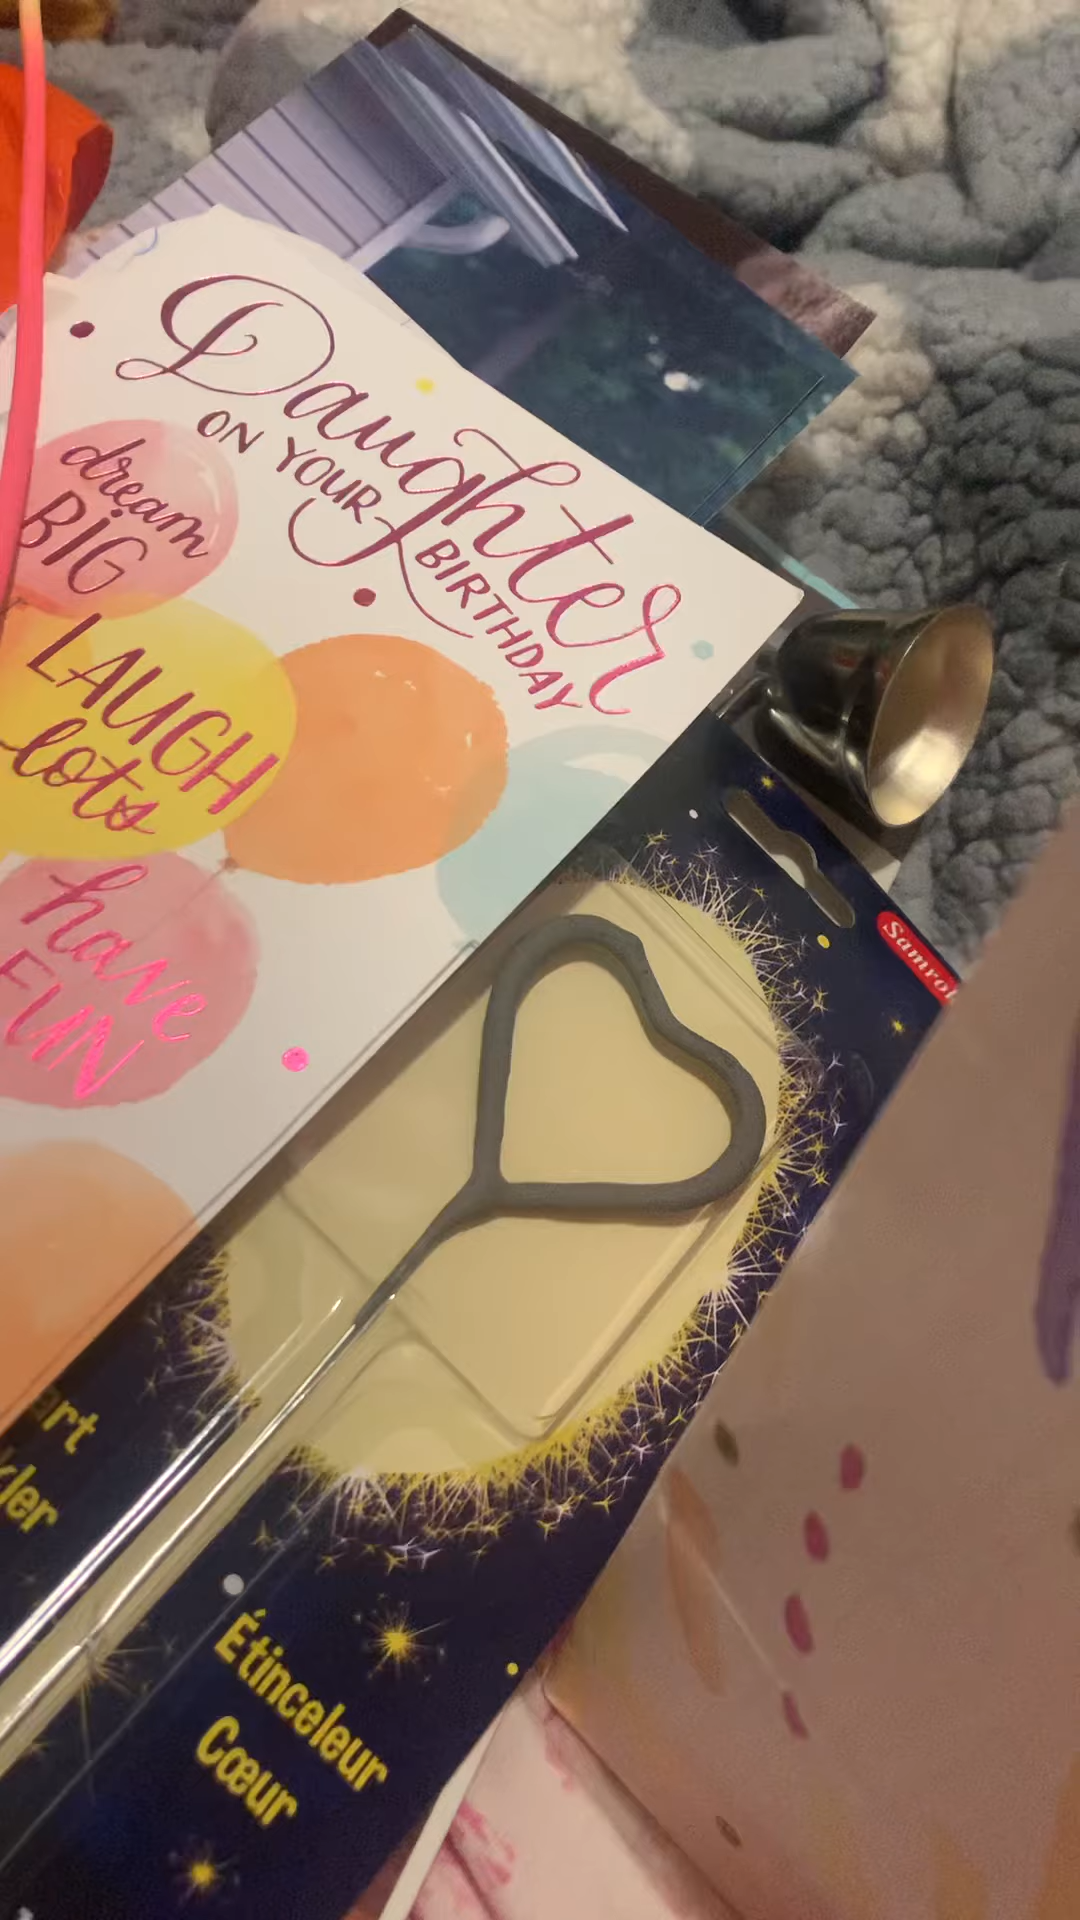 Daughter
ON YOUR BIRTHDAY
dream
BIG
LAUGH
lots
have
FUN
Étinceleur
Cœur